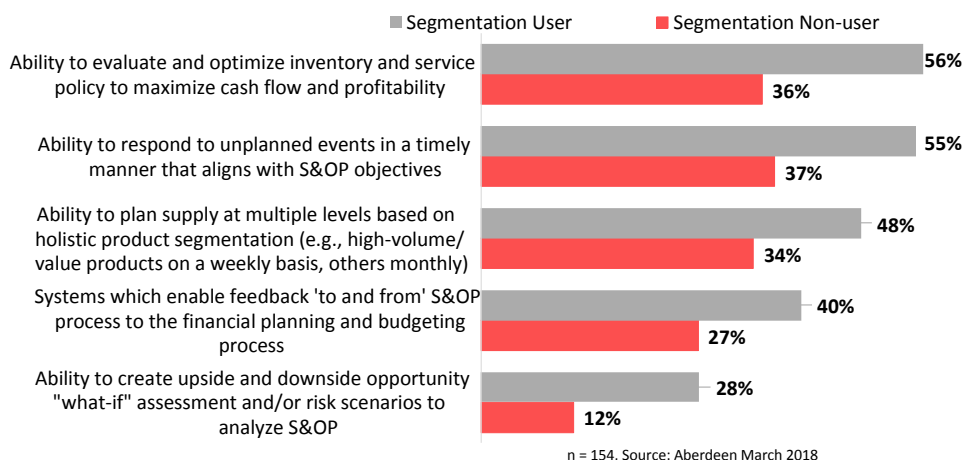 Segmentation User Segmentation Non-user
Ability to evaluate and optimize inventory and service
policy to maximize cash flow and profitability
56%
36%
Ability to respond to unplanned events in a timely
manner that aligns with S&OP objectives
55%
37%
Ability to plan supply at multiple levels based on
holistic product segmentation (e.g., high-volume/
value products on a weekly basis, others monthly)
48%
34%
Systems which enable feedback 'to and from' S&OP
process to the financial planning and budgeting
process
40%
27%
Ability to create upside and downside opportunity
"what-if" assessment and/or risk scenarios to
analyze S&OP
28%
12%
n = 154, Source: Aberdeen March 2018